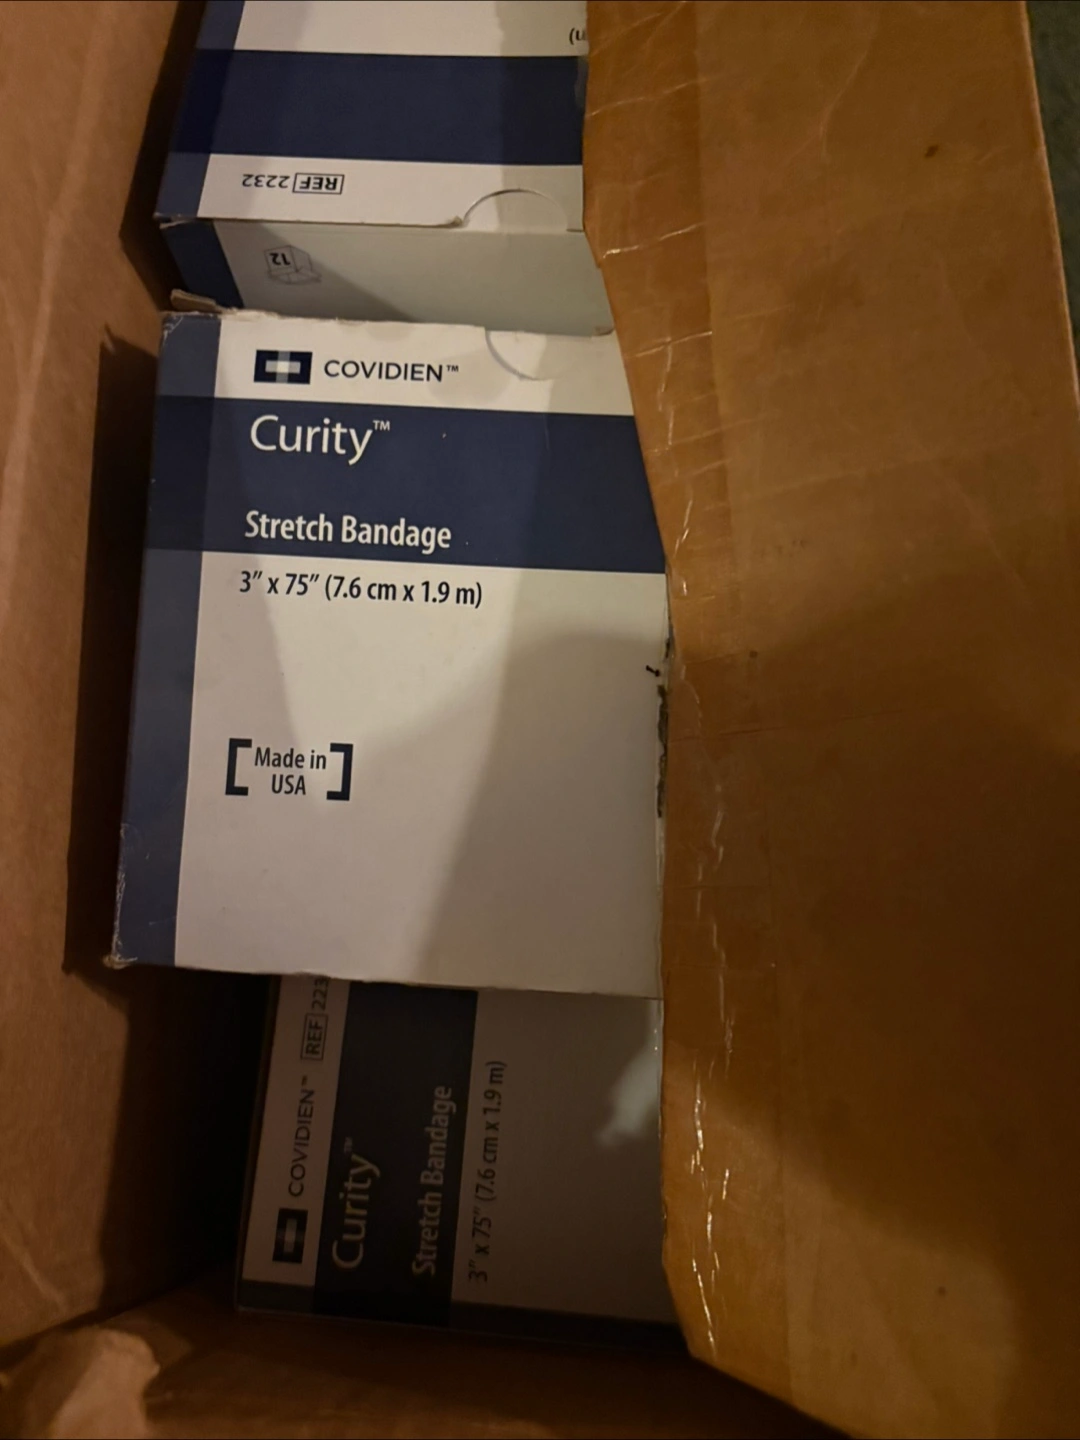 m)
REF 2232
12
COVIDIEN™
Curity™
Stretch Bandage
3" x 75" (7.6 cm x 1.9 m)
Made in
USA
COVIDIEN™ REF 223
Curity™
Stretch Bandage
3" x 75" (7.6 cm x 1.9 m)